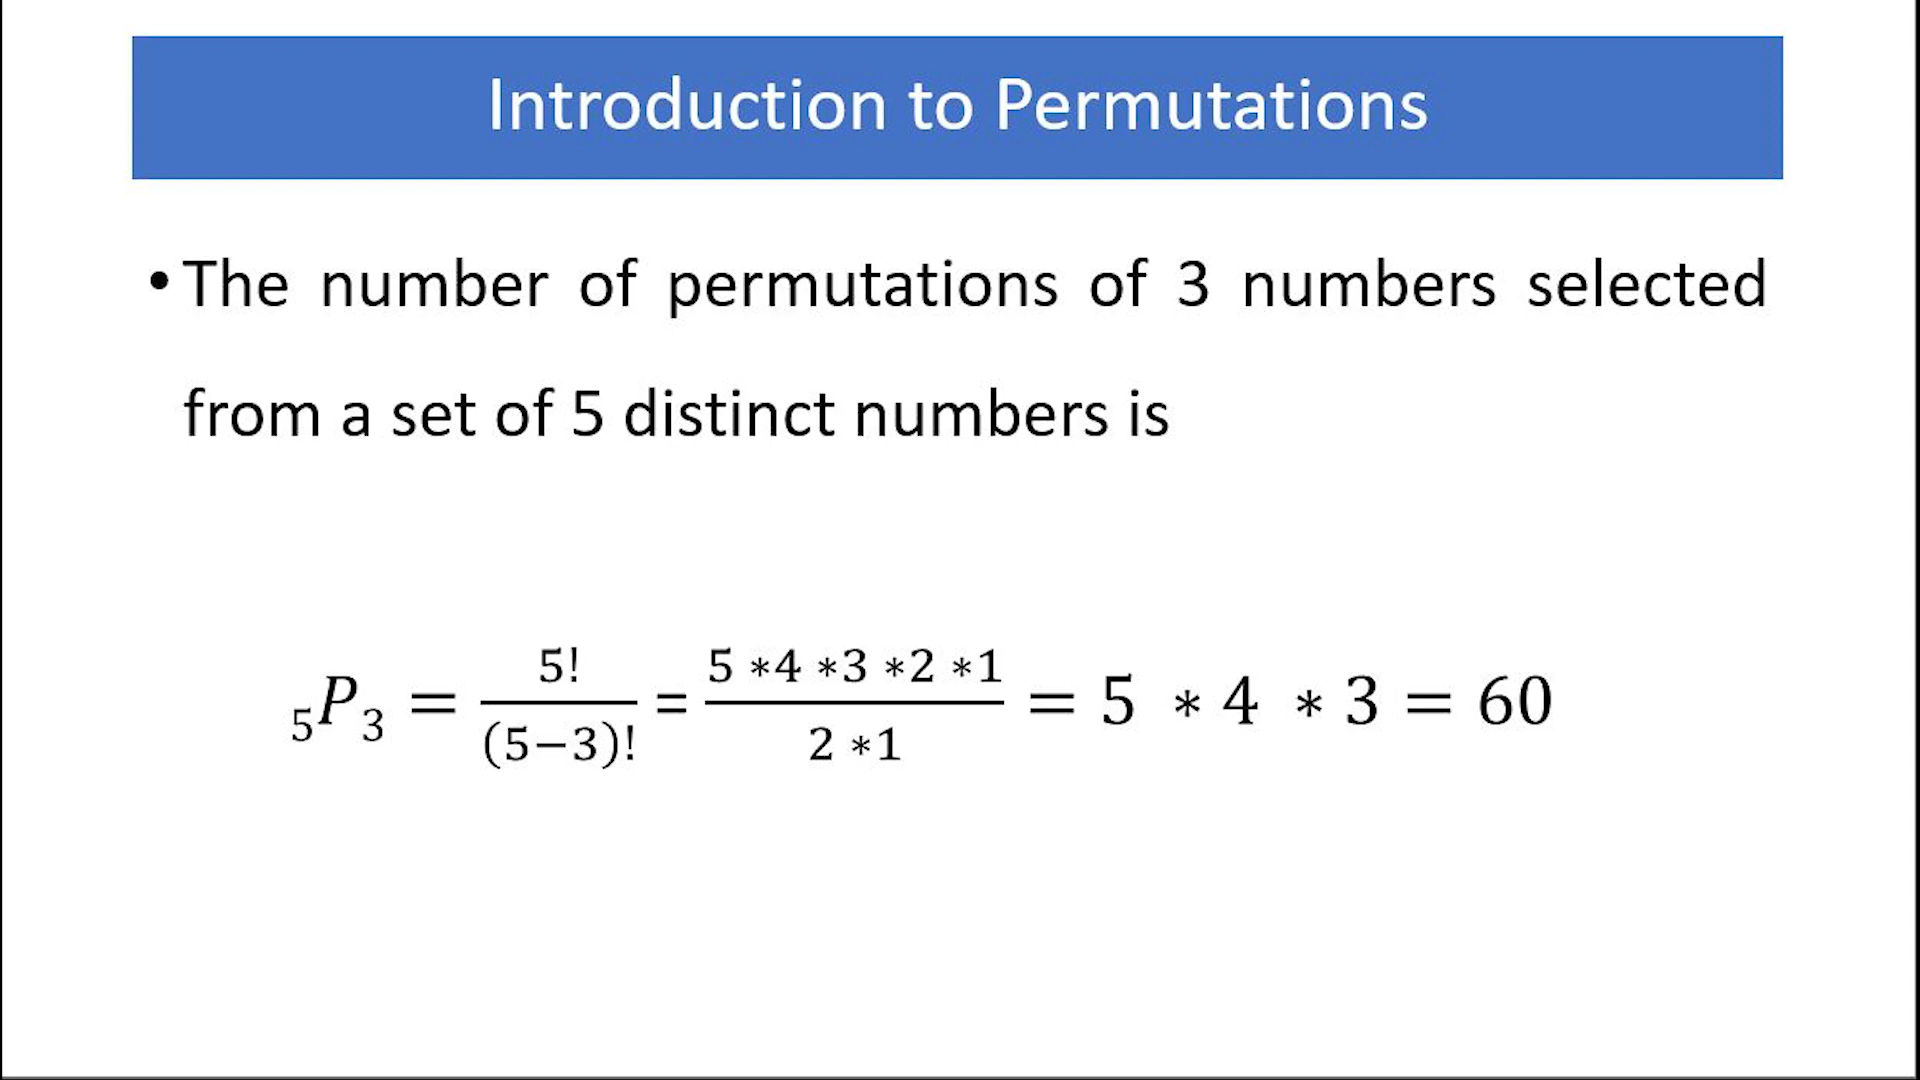 Introduction to Permutations
• The number of permutations of 3 numbers selected
from a set of 5 distinct numbers is
₅P₃ = 5!/(5−3)! = 5 *4 *3 *2 *1/2 *1 = 5 * 4 * 3 = 60